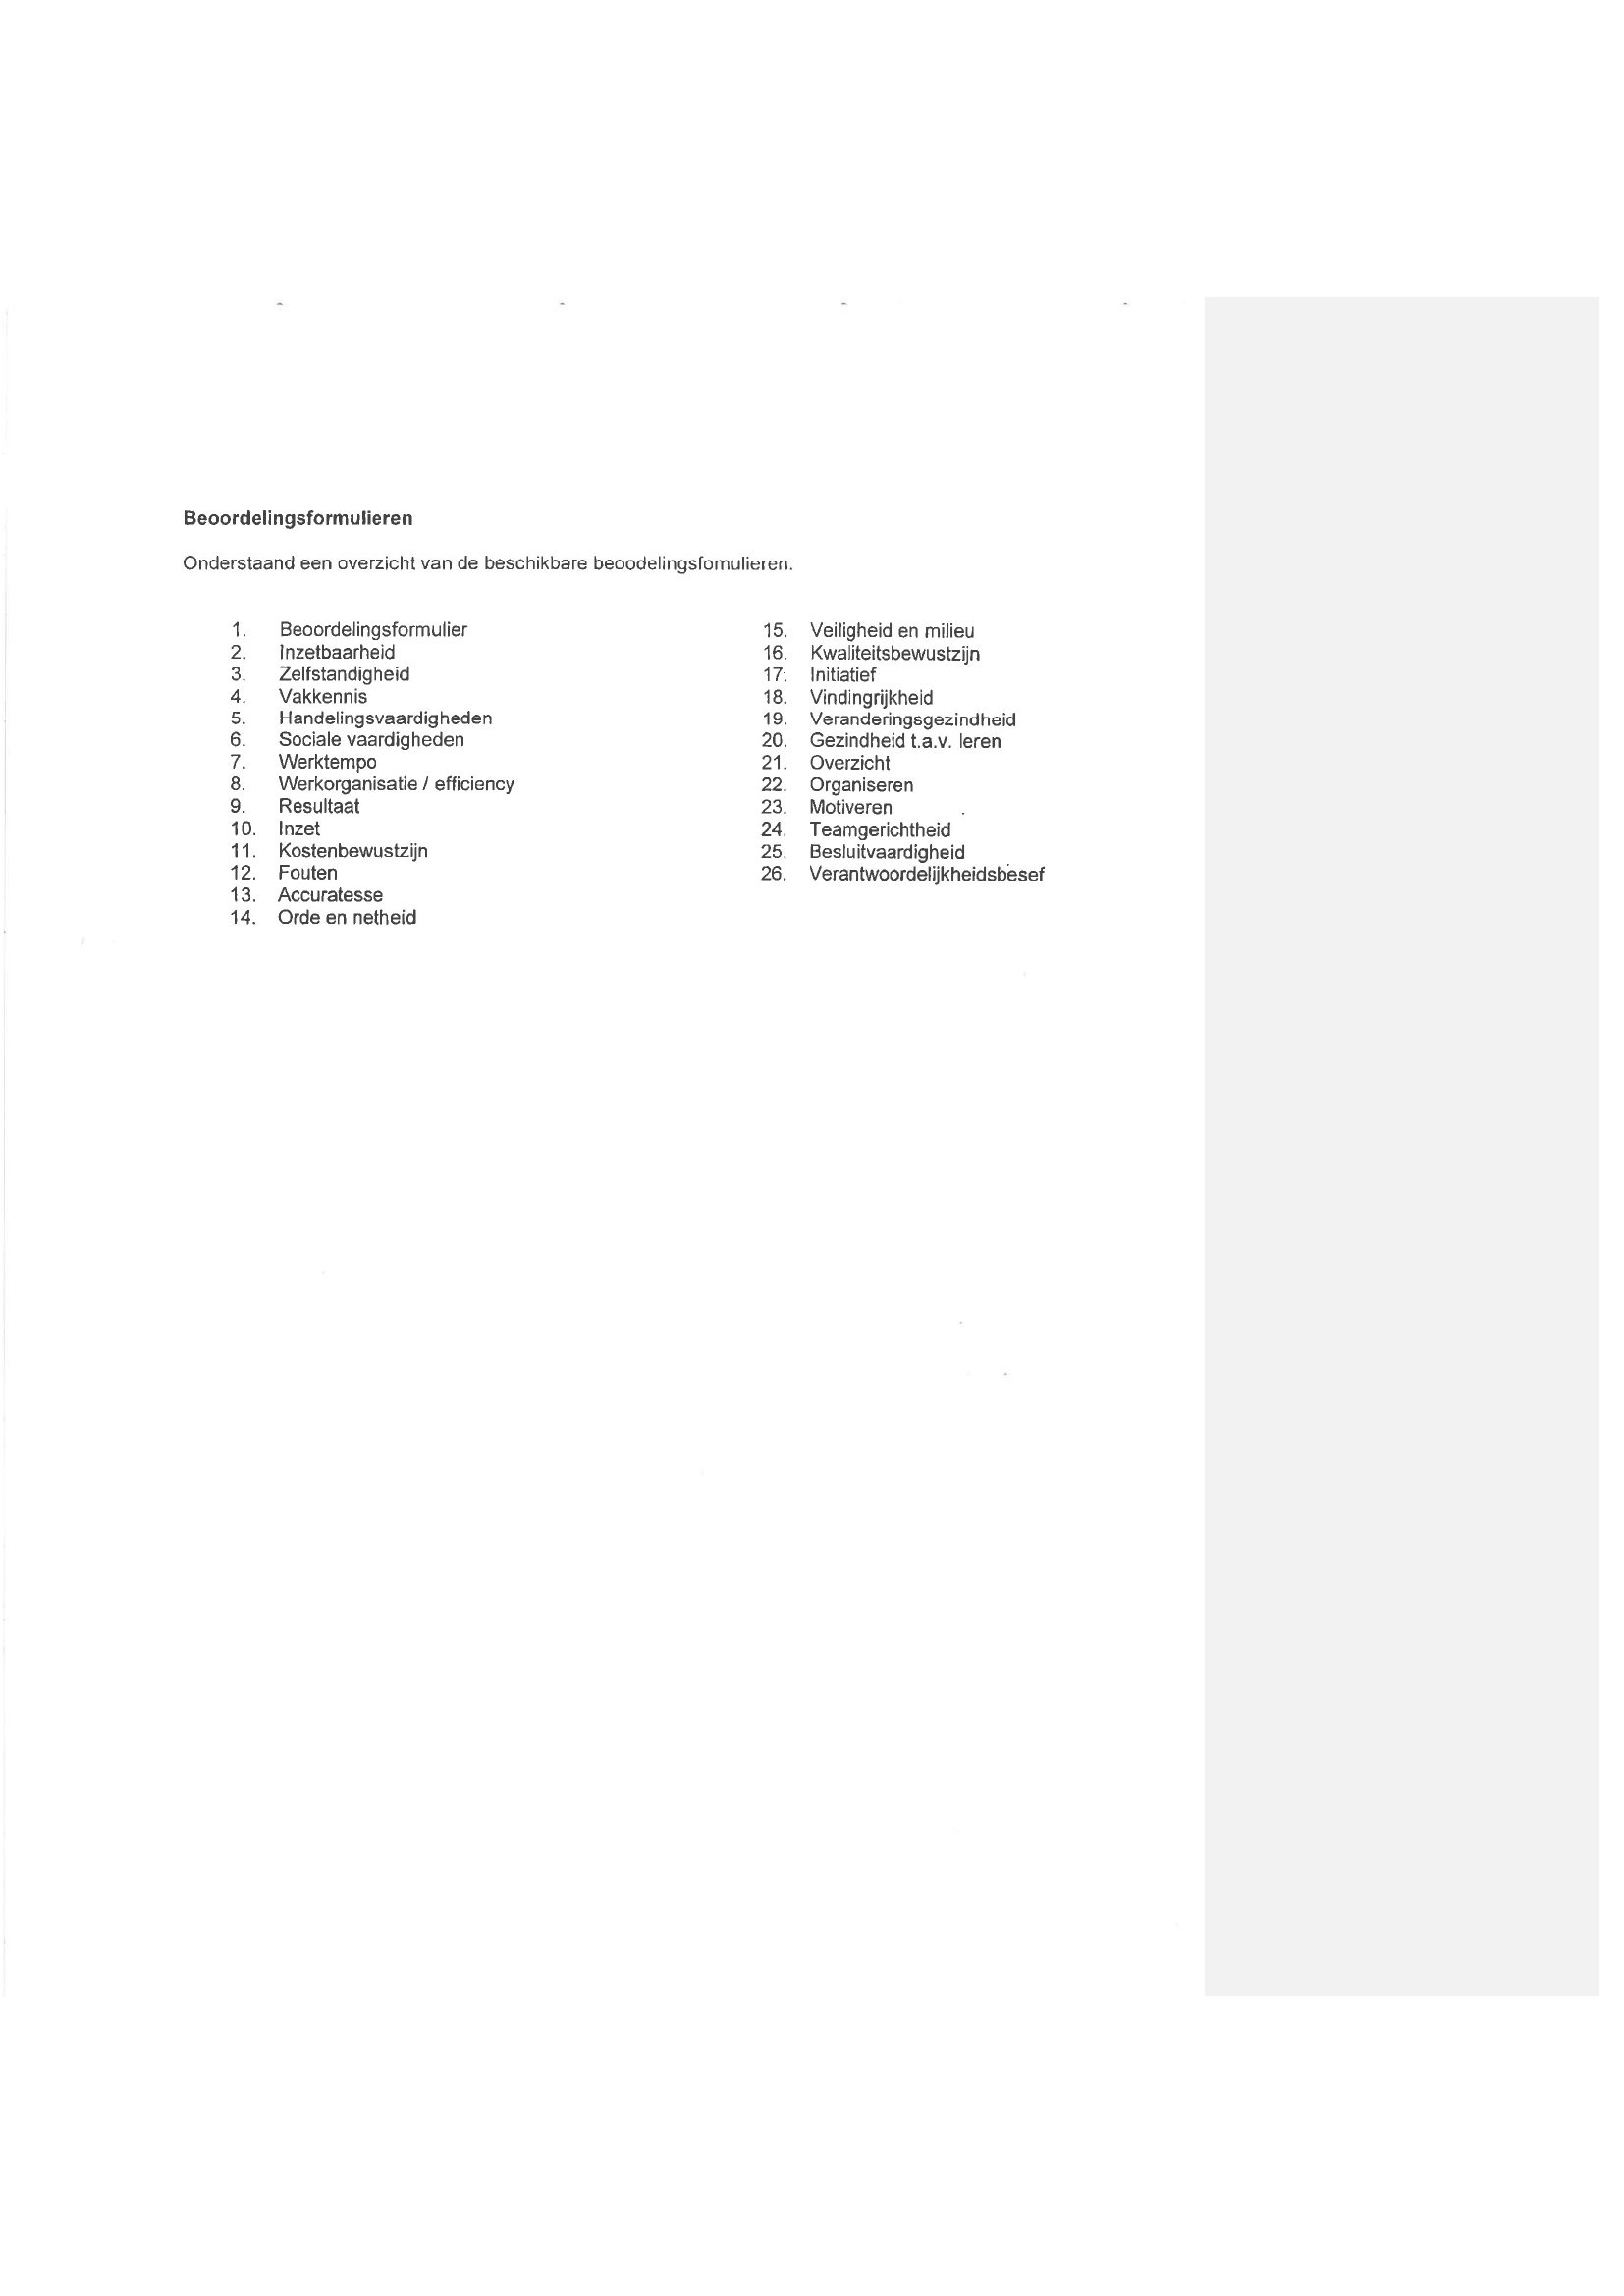 Beoordelingsformulieren
Onderstaand een overzicht van de beschikbare beoodelingsfomulieren.
1. Beoordelingsformulier
2. Inzetbaarheid
3. Zelfstandigheid
4. Vakkennis
5. Handelingsvaardigheden
6. Sociale vaardigheden
7. Werktempo
8. Werkorganisatie / efficiency
9. Resultaat
10. Inzet
11. Kostenbewustzijn
12. Fouten
13. Accuratesse
14. Orde en netheid
15. Veiligheid en milieu
16. Kwaliteitsbewustzijn
17. Initiatief
18. Vindingrijkheid
19. Veranderingsgezindheid
20. Gezindheid t.a.v. leren
21. Overzicht
22. Organiseren
23. Motiveren
24. Teamgerichtheid
25. Besluitvaardigheid
26. Verantwoordelijkheidsbesef